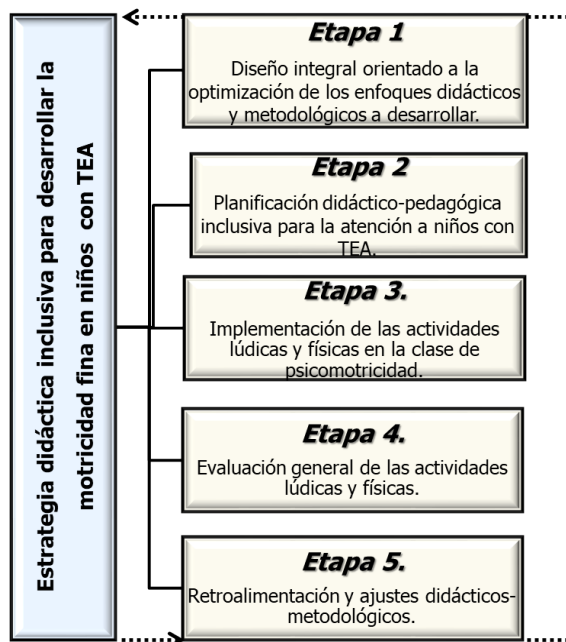 Estrategia didáctica inclusiva para desarrollar la
motricidad fina en niños con TEA
Etapa 1
Diseño integral orientado a la
optimización de los enfoques didácticos
y metodológicos a desarrollar.
Etapa 2
Planificación didáctico-pedagógica
inclusiva para la atención a niños con
TEA.
Etapa 3.
Implementación de las actividades
lúdicas y físicas en la clase de
psicomotricidad.
Etapa 4.
Evaluación general de las actividades
lúdicas y físicas.
Etapa 5.
Retroalimentación y ajustes didácticos-
metodológicos.